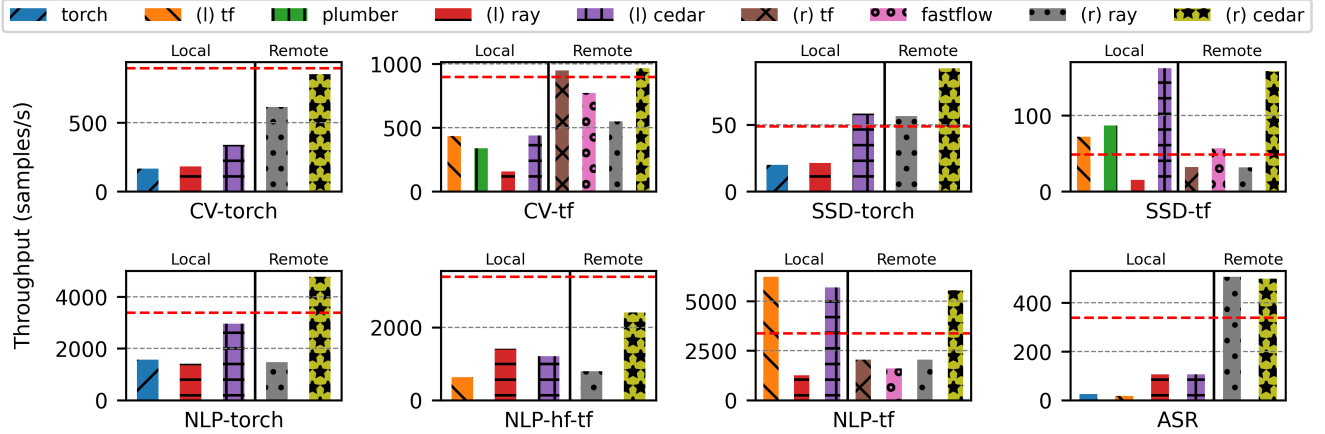 torch (l) tf plumber (l) ray (l) cedar (r) tf fastflow (r) ray (r) cedar
Throughput (samples/s)
Local Remote
500
0
CV-torch
Local Remote
1000
500
0
CV-tf
Local Remote
50
0
SSD-torch
Local Remote
100
0
SSD-tf
Local Remote
4000
2000
0
NLP-torch
Local Remote
2000
0
NLP-hf-tf
Local Remote
5000
2500
0
NLP-tf
Local Remote
400
200
0
ASR